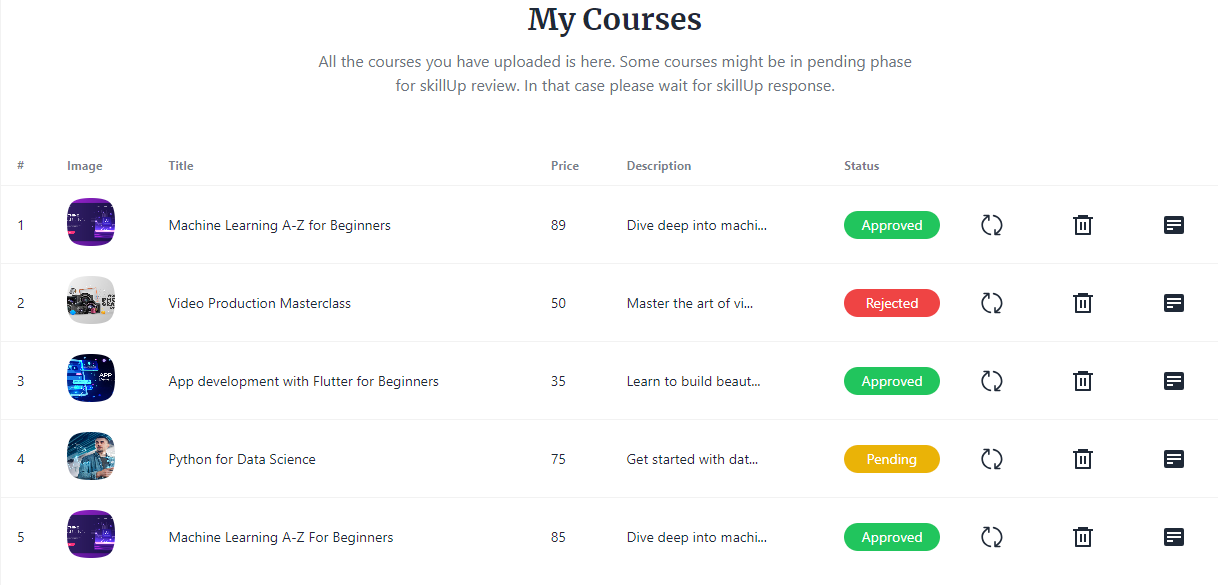 My Courses
All the courses you have uploaded is here. Some courses might be in pending phase
for skillUp review. In that case please wait for skillUp response.
# Image Title Price Description Status
1 Machine Learning A-Z for Beginners 89 Dive deep into machi... Approved
2 Video Production Masterclass 50 Master the art of vi... Rejected
3 APP App development with Flutter for Beginners 35 Learn to build beaut... Approved
4 Python for Data Science 75 Get started with dat... Pending
5 Machine Learning A-Z For Beginners 85 Dive deep into machi... Approved